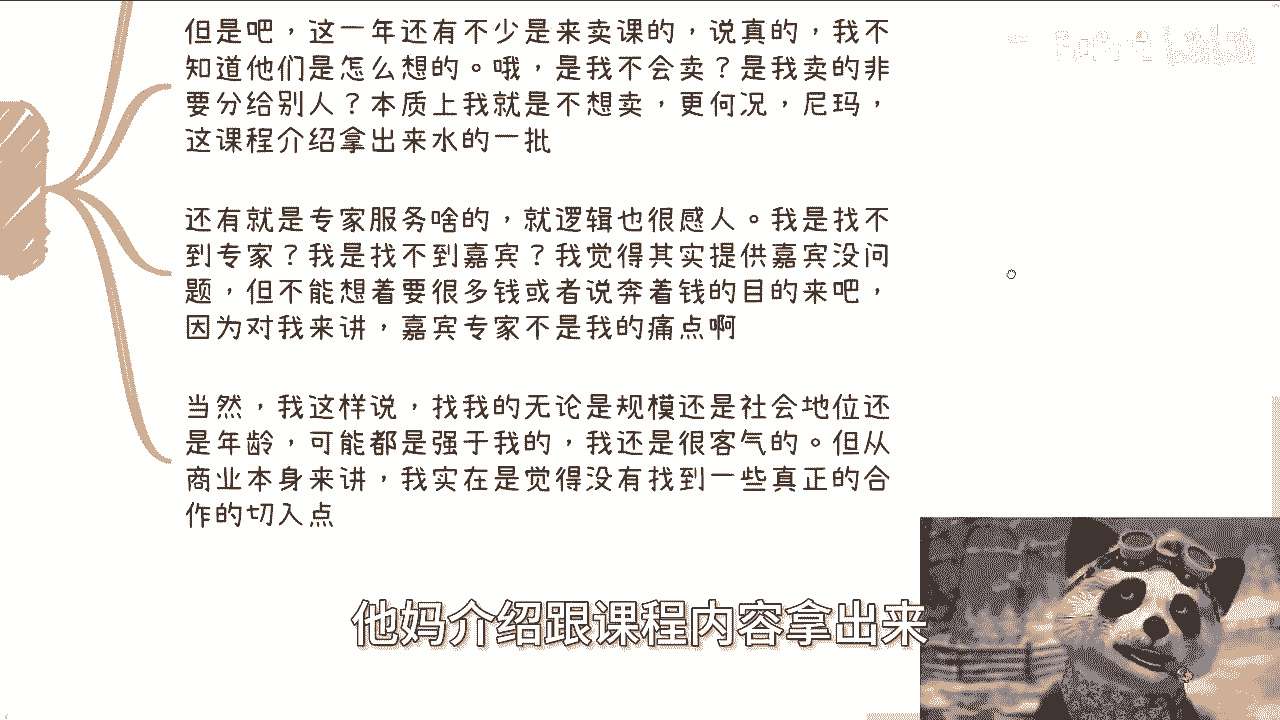 但是吧，这一年还有不少是来卖课的，说真的，我不
知道他们是怎么想的。哦，是我不会卖？是我卖的非
要分给别人？本质上我就是不想卖，更何况，尼玛，
这课程介绍拿出来水的一批
还有就是专家服务啥的，就逻辑也很感人。我是找不
到专家？我是找不到嘉宾？我觉得其实提供嘉宾没问
题，但不能想着要很多钱或者说奔着钱的目的来吧，
因为对我来讲，嘉宾专家不是我的痛点啊
当然，我这样说，找我的无论是规模还是社会地位还
是年龄，可能都是强于我的，我还是很客气的。但从
商业本身来讲，我实在是觉得没有找到一些真正的合
作的切入点
他妈介绍跟课程内容拿出来